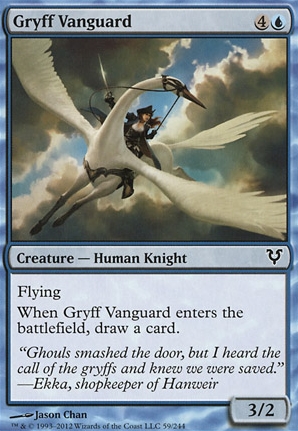 Gryff Vanguard 4
Creature — Human Knight
Flying
When Gryff Vanguard enters the
battlefield, draw a card.
"Ghouls smashed the door, but I heard the
call of the gryffs and knew we were saved."
—Ekka, shopkeeper of Hanweir
Jason Chan
™ & © 1993–2012 Wizards of the Coast LLC 59/244
3/2